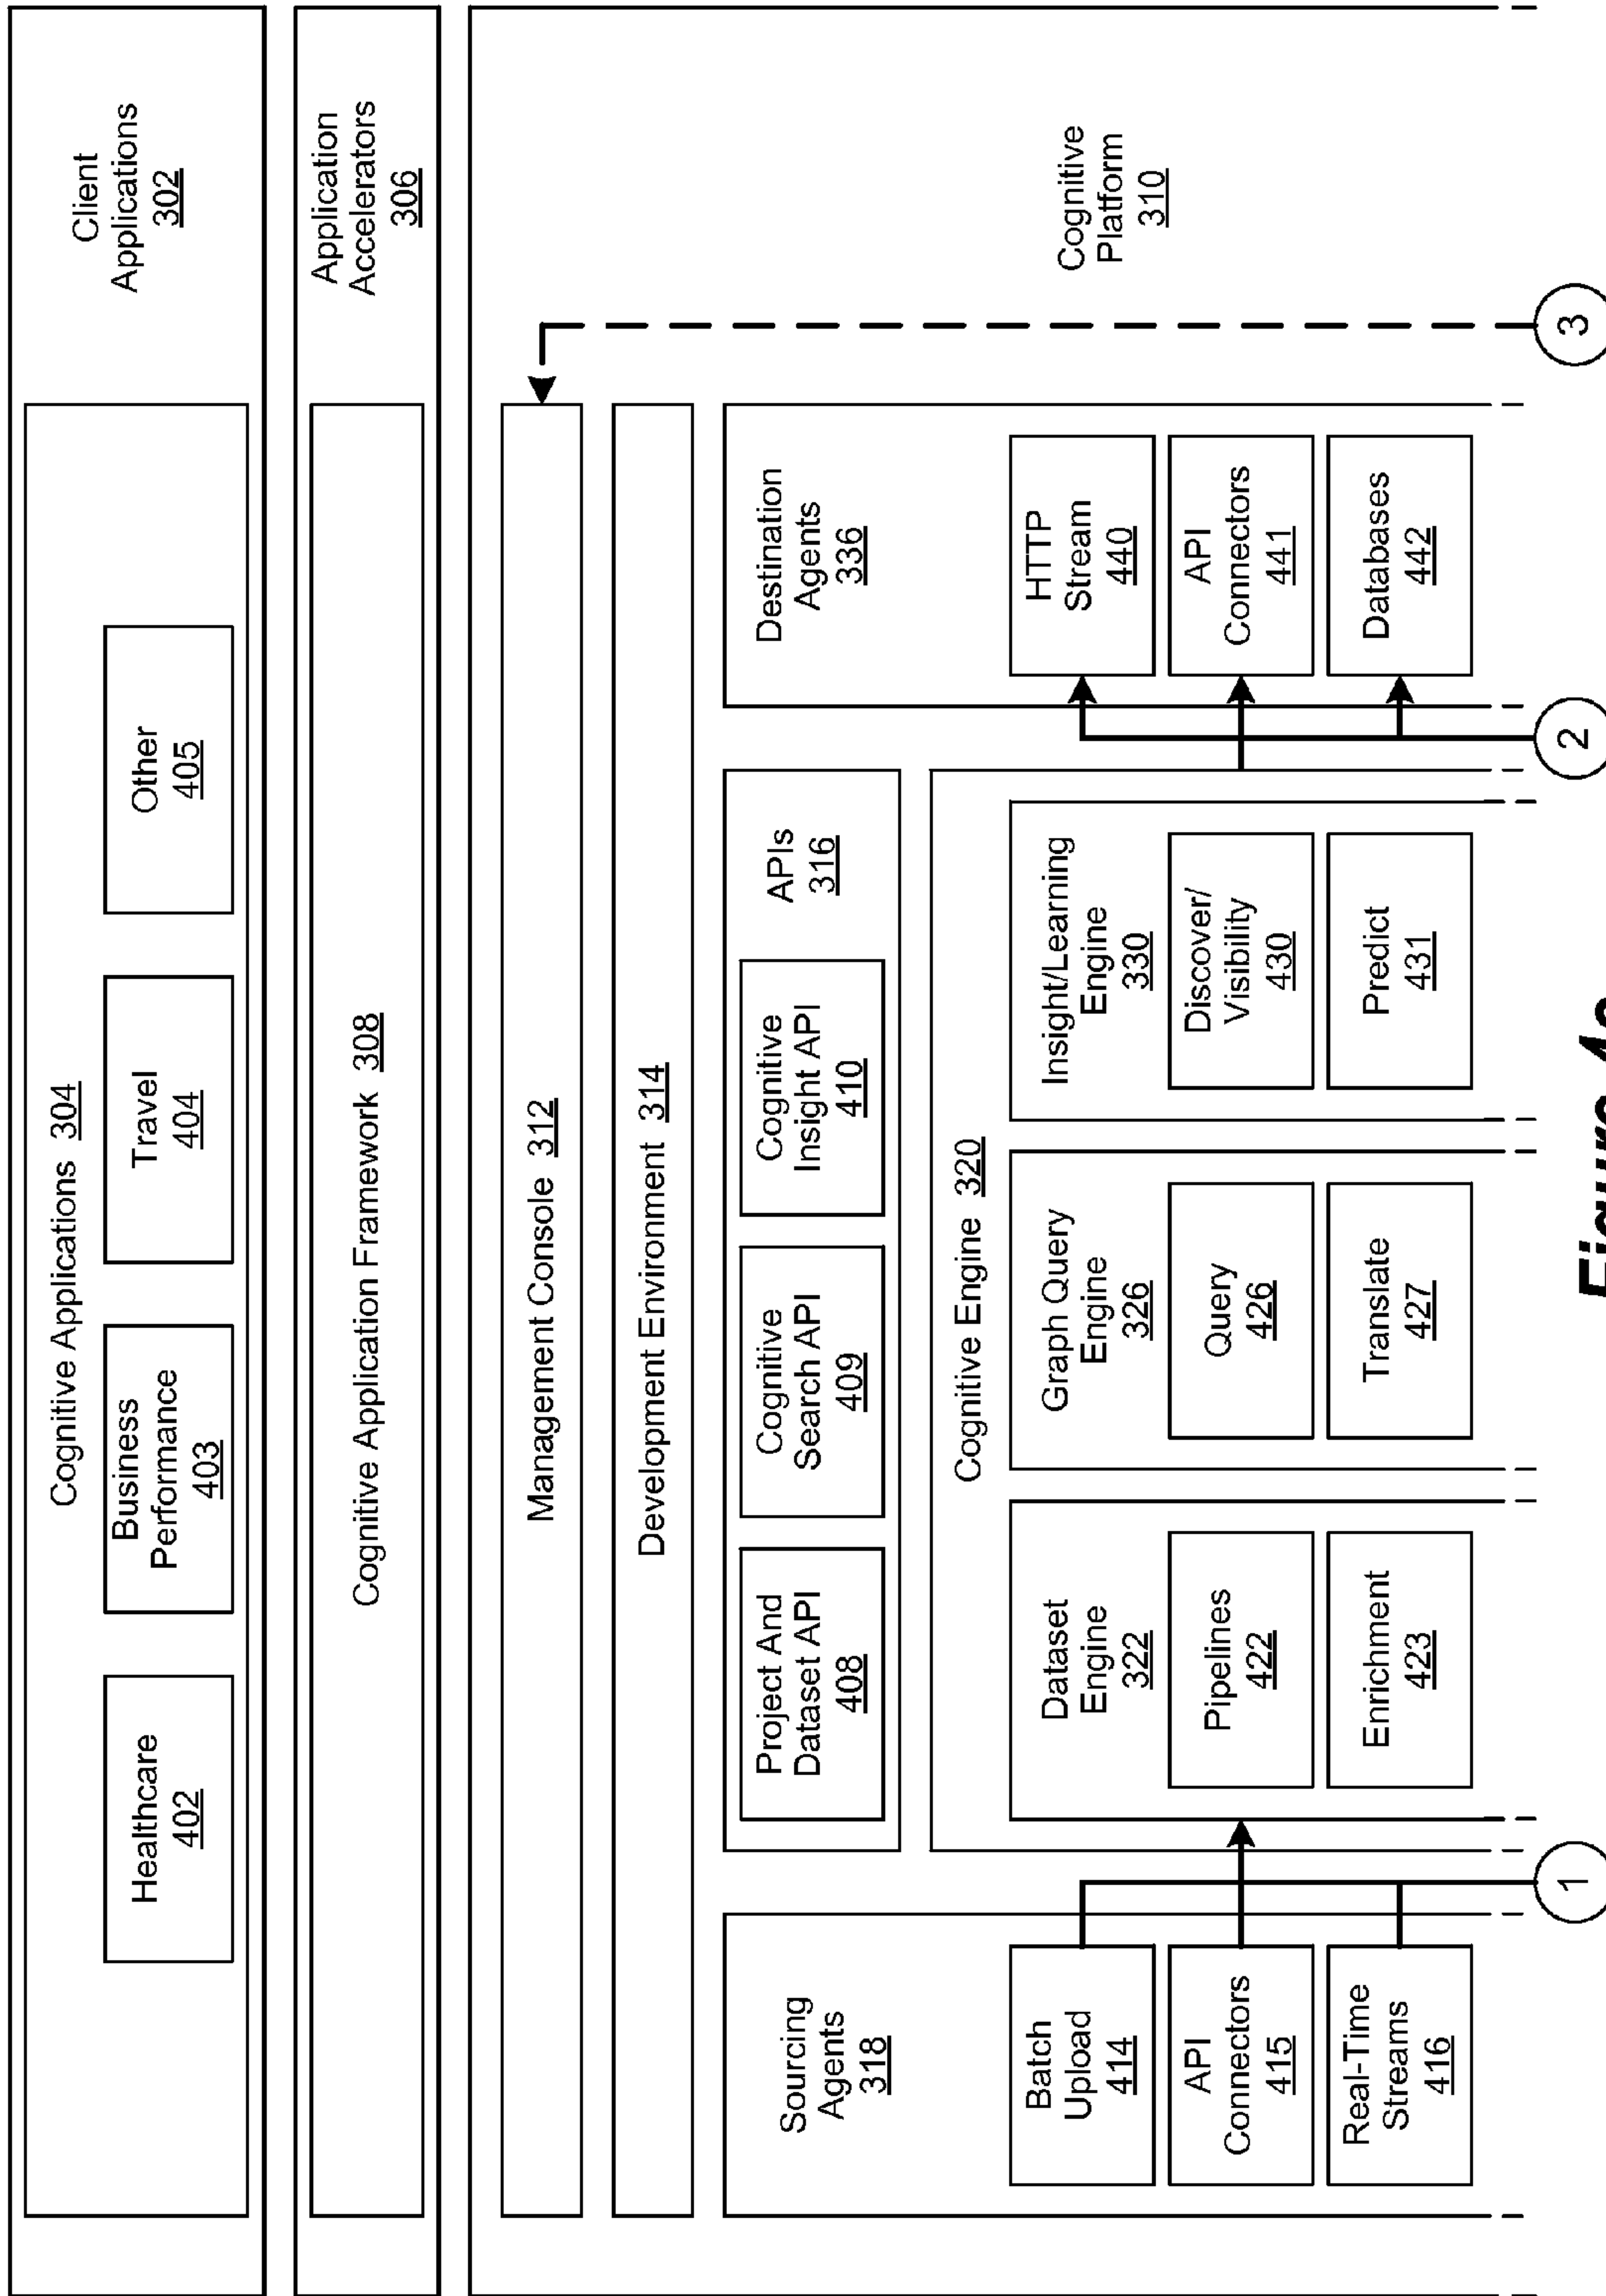 Client
Applications
302
Cognitive Applications 304
Healthcare
402
Business
Performance
403
Travel
404
Other
405
Application
Accelerators
306
Cognitive Application Framework 308
Cognitive
Platform
310
Management Console 312
Development Environment 314
Sourcing
Agents
318
Batch
Upload
414
API
Connectors
415
Real-Time
Streams
416
Project And
Dataset API
408
Cognitive
Search API
409
Cognitive
Insight API
410
APIs
316
Cognitive Engine 320
Dataset
Engine
322
Pipelines
422
Enrichment
423
Graph Query
Engine
326
Query
426
Translate
427
Insight/Learning
Engine
330
Discover/
Visibility
430
Predict
431
Destination
Agents
336
HTTP
Stream
440
API
Connectors
441
Databases
442
1
2
3